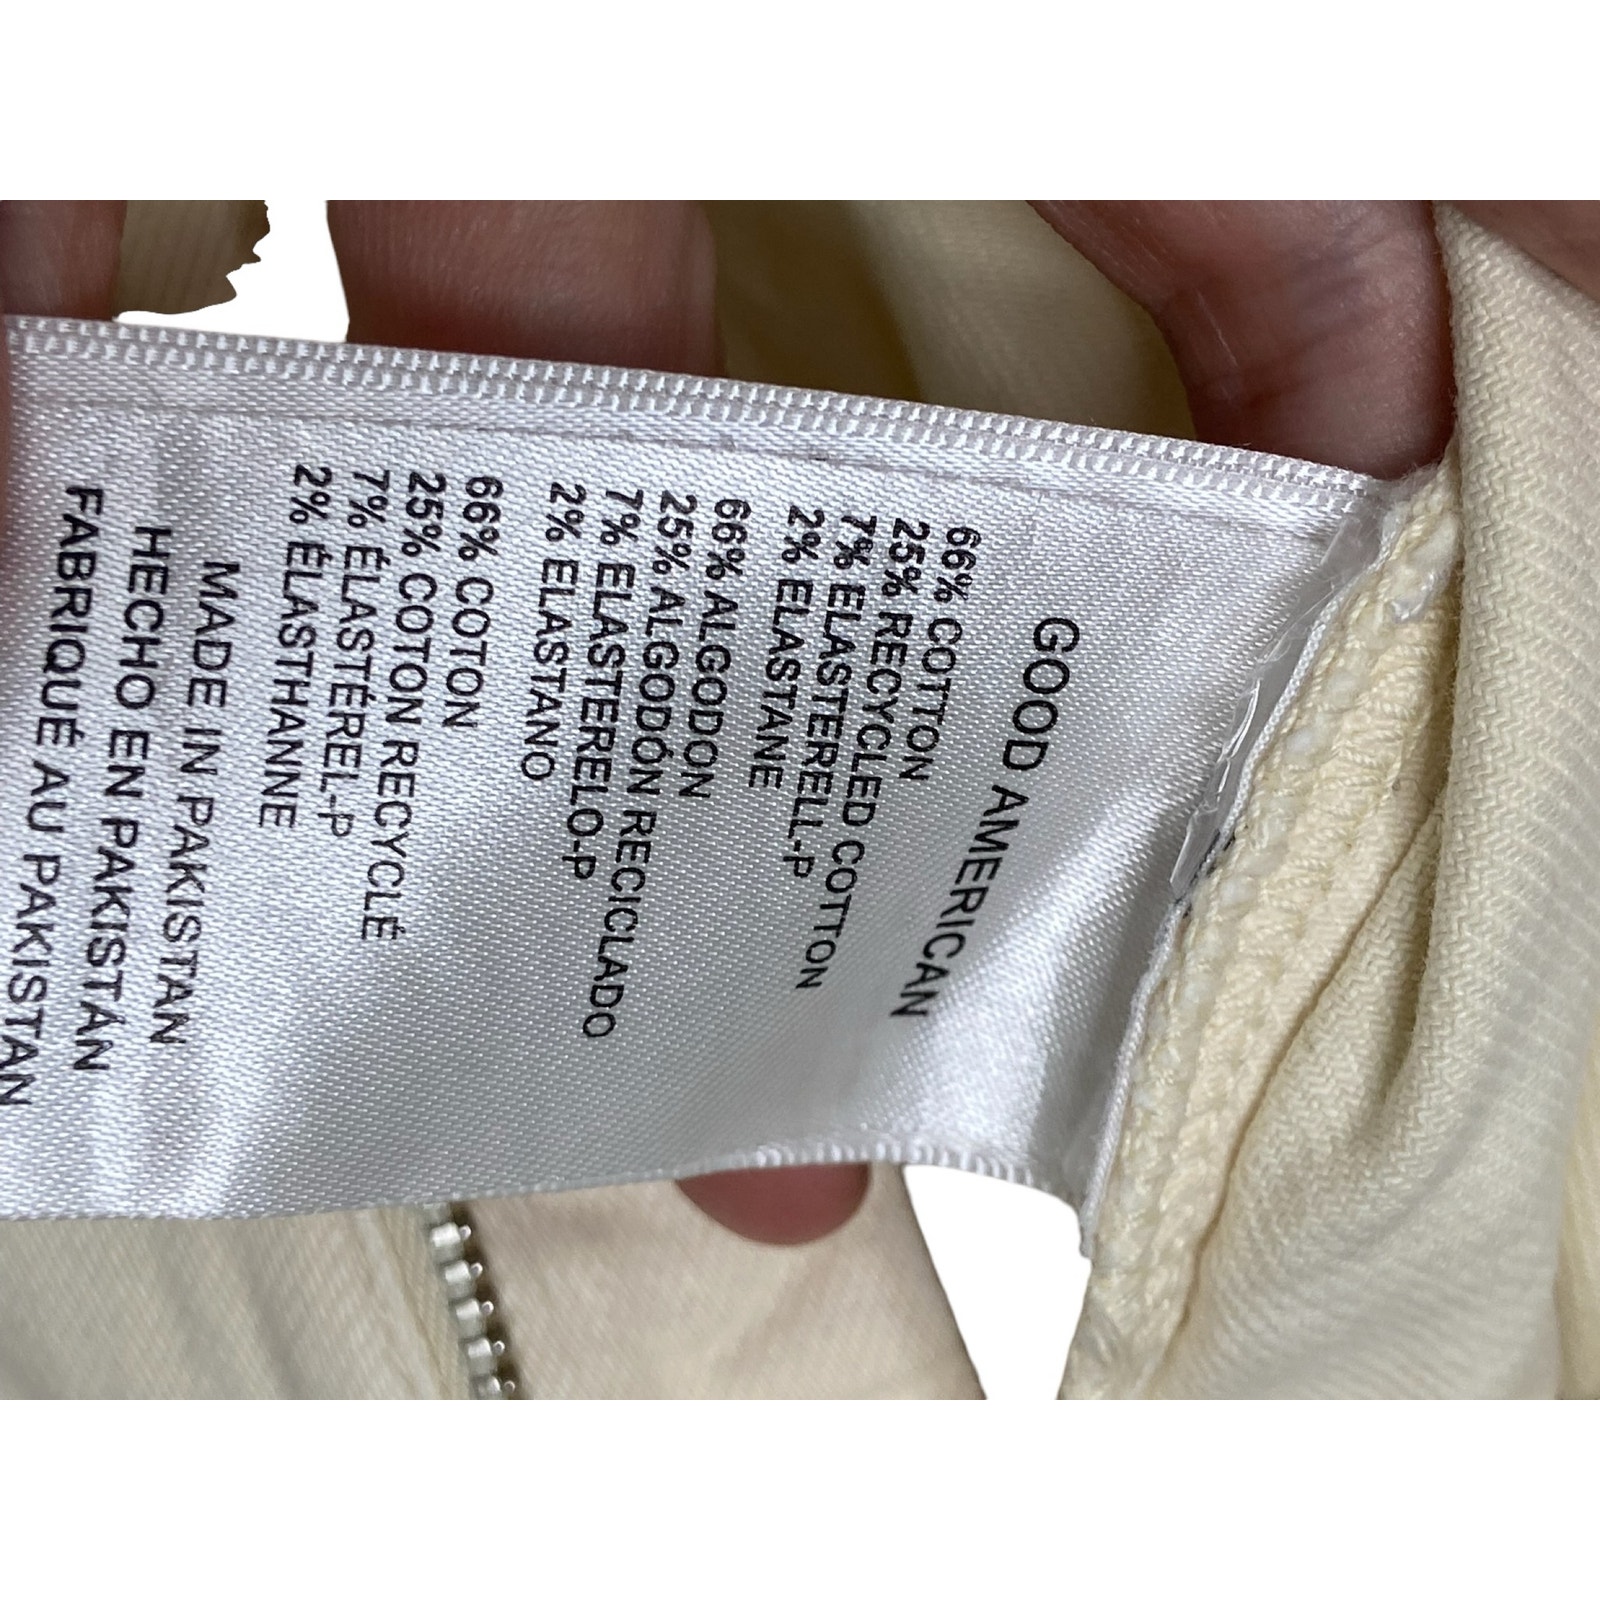 GOOD AMERICAN
66% COTTON
25% RECYCLED COTTON
7% ELASTERELL-P
2% ELASTANE
66% ALGODON
25% ALGODÓN RECICLADO
7% ELASTERELO-P
2% ELASTANO
66% COTON
25% COTON RECYCLÉ
7% ÉLASTÉREL-P
2% ÉLASTHANNE
MADE IN PAKISTAN
HECHO EN PAKISTÁN
FABRIQUÉ AU PAKISTAN